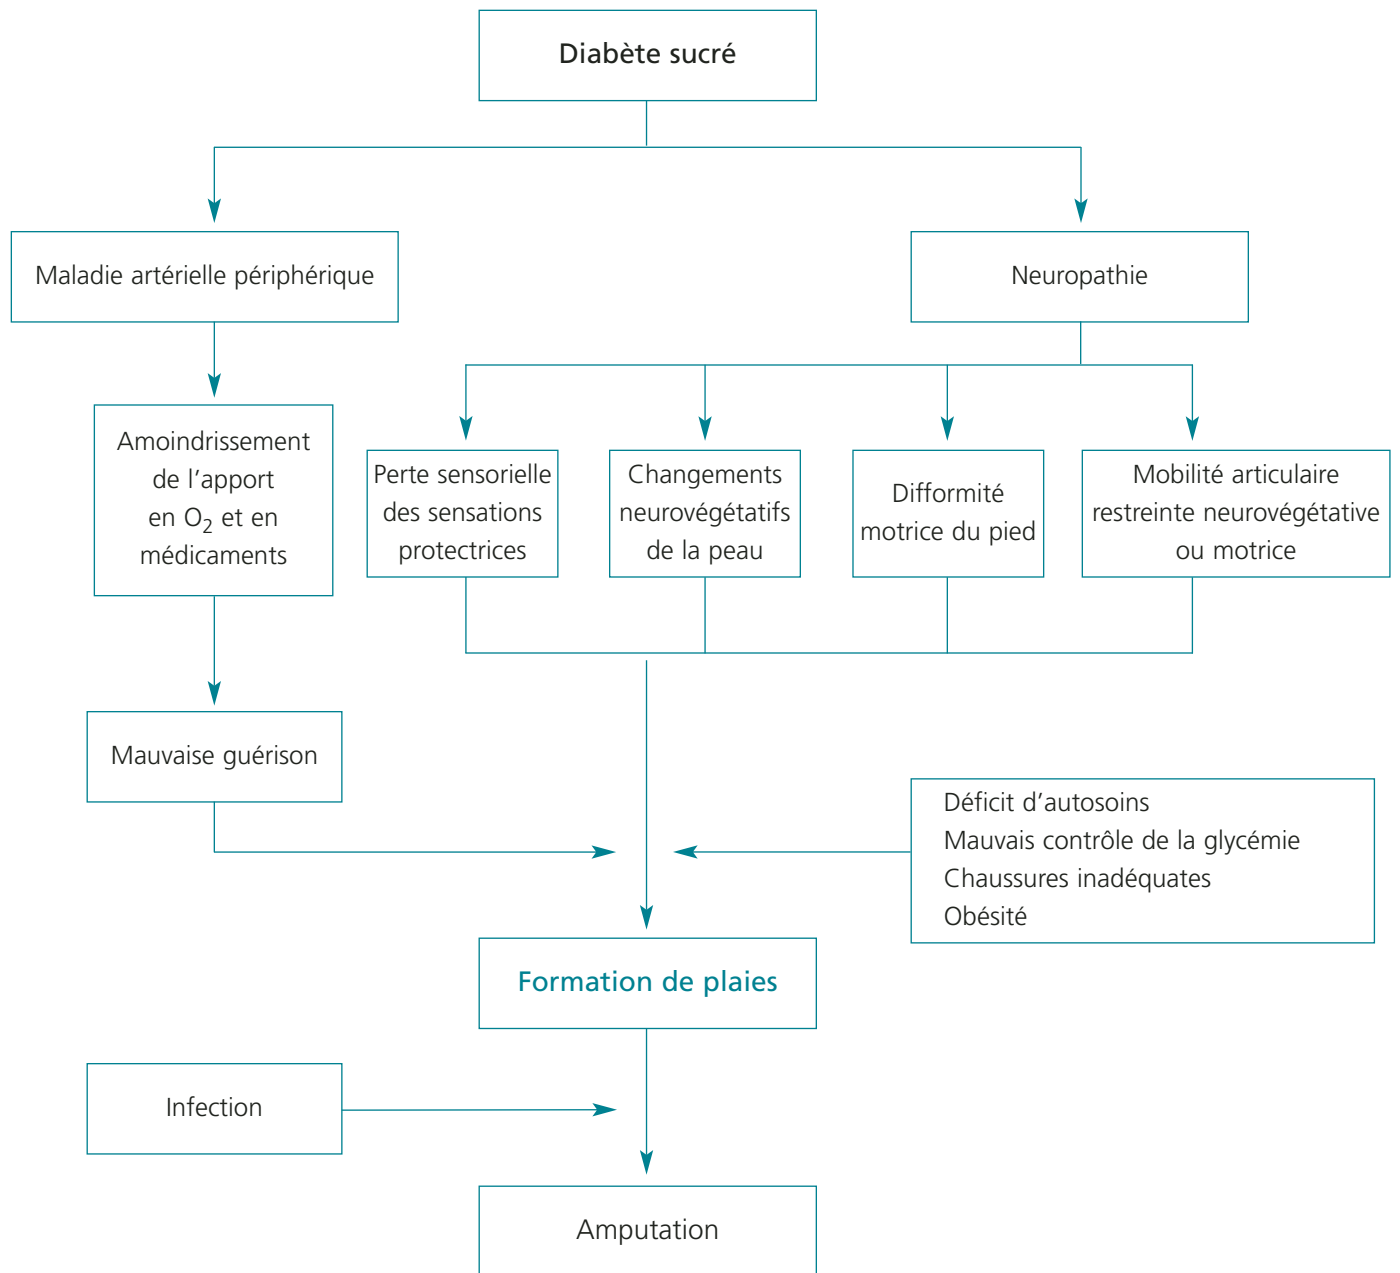 Diabète sucré
Maladie artérielle périphérique
Neuropathie
Amoindrissement
de l'apport
en O₂ et en
médicaments
Perte sensorielle
des sensations
protectrices
Changements
neurovégétatifs
de la peau
Difformité
motrice du pied
Mobilité articulaire
restreinte neurovégétative
ou motrice
Mauvaise guérison
Déficit d'autosoins
Mauvais contrôle de la glycémie
Chaussures inadéquates
Obésité
Formation de plaies
Infection
Amputation